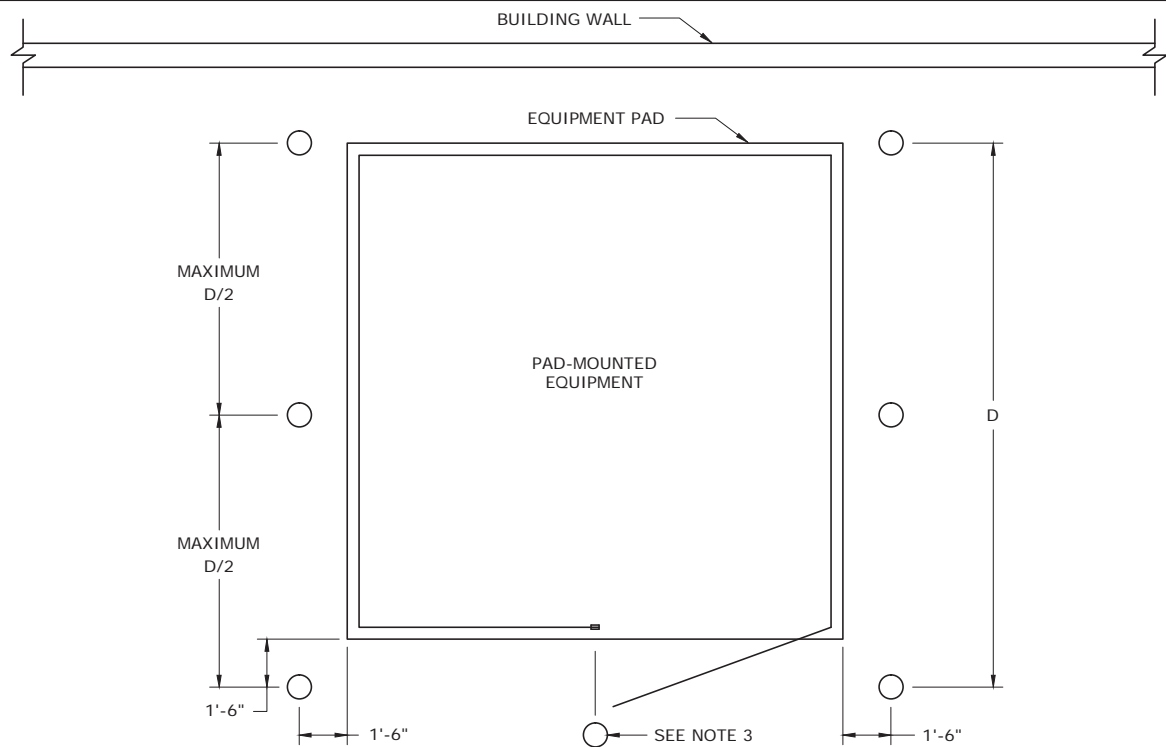 BUILDING WALL
EQUIPMENT PAD
MAXIMUM
D/2
PAD-MOUNTED
EQUIPMENT
D
MAXIMUM
D/2
1'-6"
1'-6"
SEE NOTE 3
1'-6"